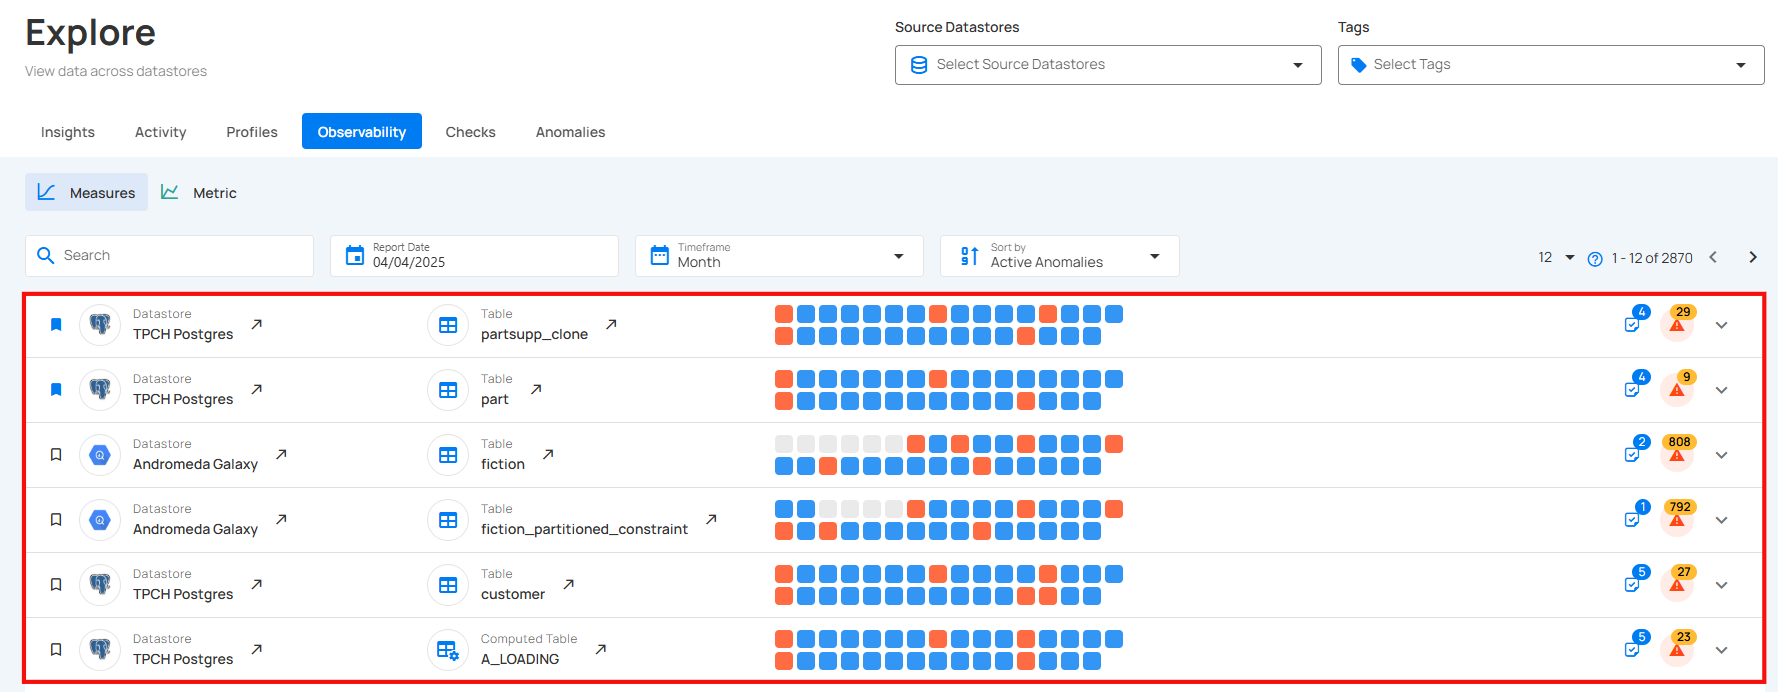 Explore
View data across datastores
Source Datastores
Select Source Datastores
Tags
Select Tags
Insights Activity Profiles Observability Checks Anomalies
Measures Metric
Search
Report Date
04/04/2025
Timeframe
Month
Sort by
Active Anomalies
12 1 - 12 of 2870
Datastore
TPCH Postgres
Table
partsupp_clone
4 29
Datastore
TPCH Postgres
Table
part
4 9
Datastore
Andromeda Galaxy
Table
fiction
2 808
Datastore
Andromeda Galaxy
Table
fiction_partitioned_constraint
1 792
Datastore
TPCH Postgres
Table
customer
5 27
Datastore
TPCH Postgres
Computed Table
A_LOADING
5 23